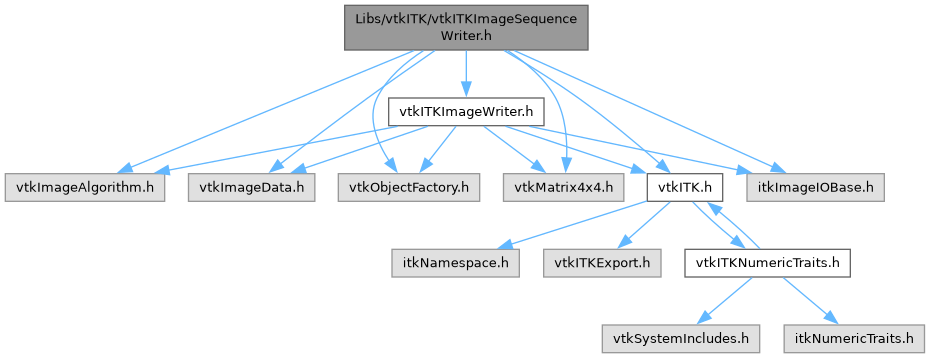 Libs/vtkITK/vtkITKImageSequence
Writer.h
vtkITKImageWriter.h
vtkImageAlgorithm.h
vtkImageData.h
vtkObjectFactory.h
vtkMatrix4x4.h
vtkITK.h
itkImageIOBase.h
itkNamespace.h
vtkITKExport.h
vtkITKNumericTraits.h
vtkSystemIncludes.h
itkNumericTraits.h